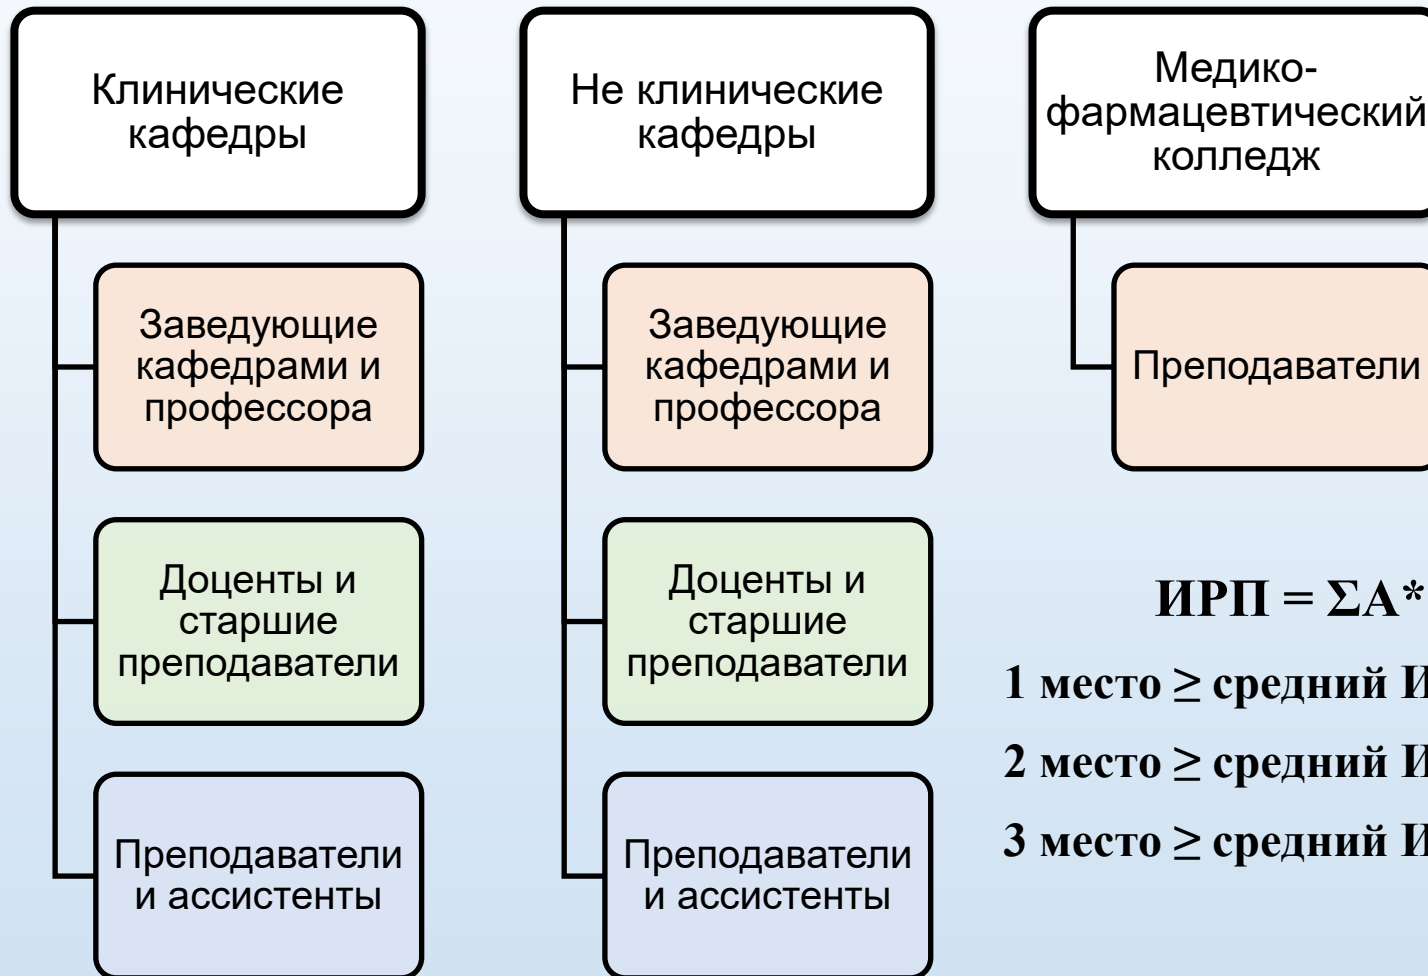 Клинические
кафедры
Заведующие
кафедрами и
профессора
Доценты и
старшие
преподаватели
Преподаватели
и ассистенты
Не клинические
кафедры
Заведующие
кафедрами и
профессора
Доценты и
старшие
преподаватели
Преподаватели
и ассистенты
Медико-
фармацевтический
колледж
Преподаватели
ИРП = ΣА*
1 место ≥ средний И
2 место ≥ средний И
3 место ≥ средний И